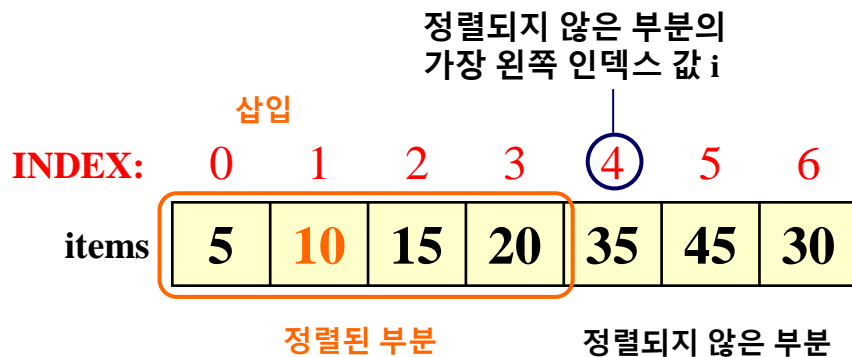 정렬되지 않은 부분의
가장 왼쪽 인덱스 값 i
삽입
INDEX: 0 1 2 3 4 5 6
items 5 10 15 20 35 45 30
정렬된 부분 정렬되지 않은 부분